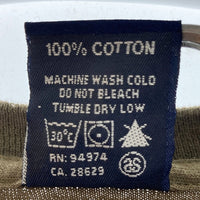 100% COTTON
MACHINE WASH COLD
DO NOT BLEACH
TUMBLE DRY LOW
30°C
RN: 94974
CA. 28629